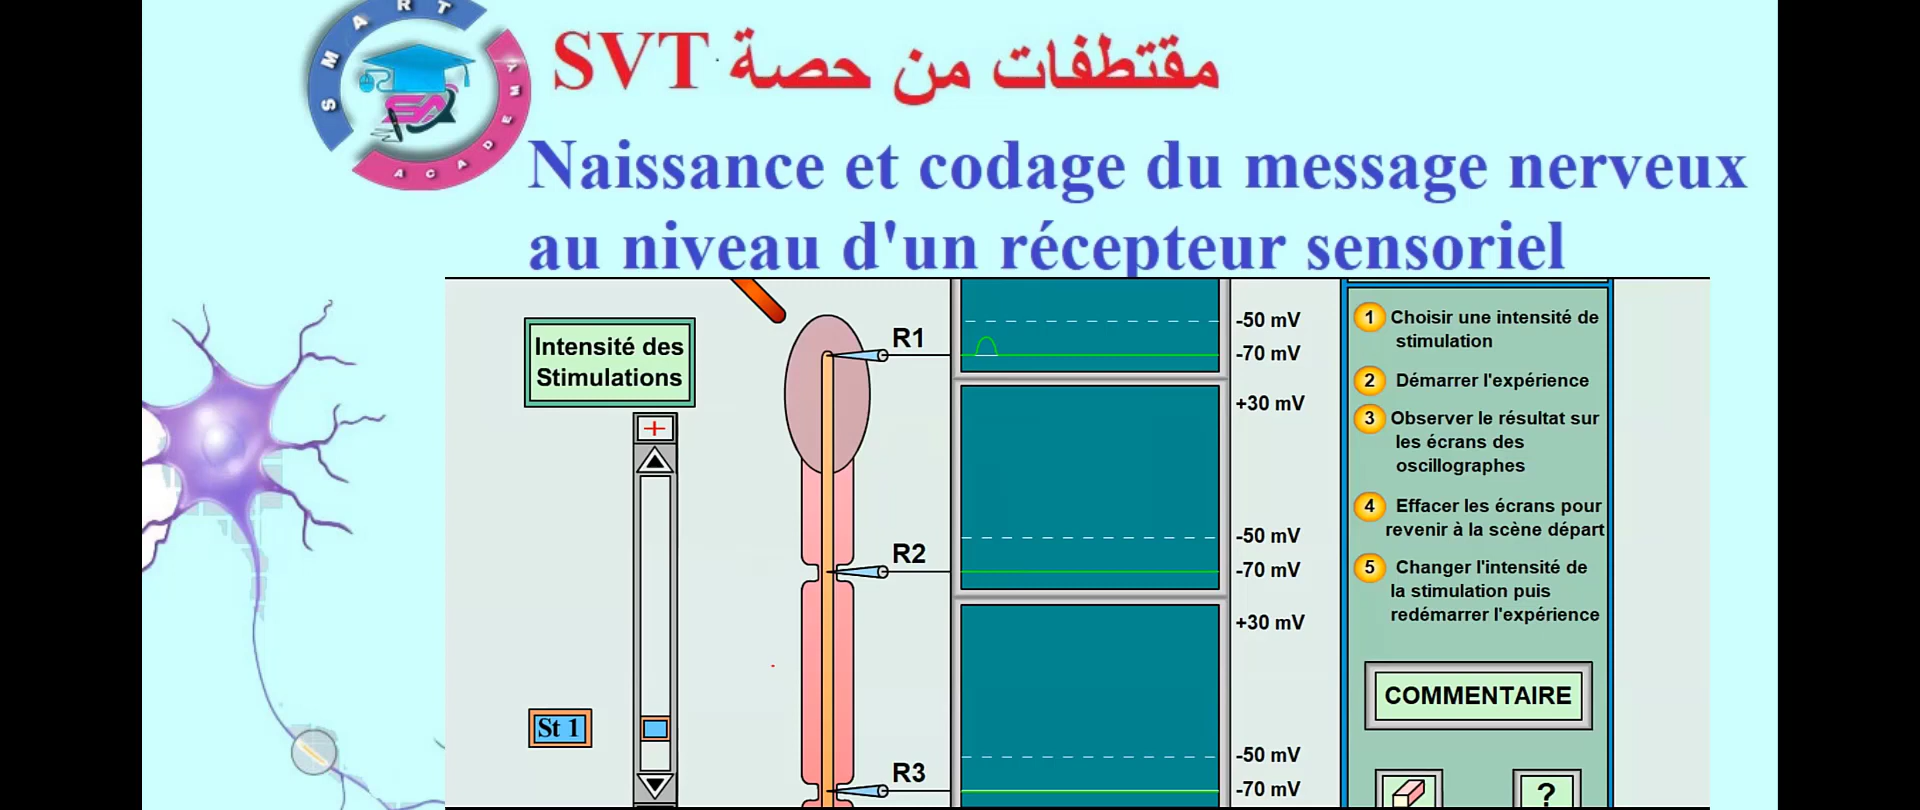 SMART
ACADEMY
مقتطفات من حصة SVT
Naissance et codage du message nerveux
au niveau d'un récepteur sensoriel
Intensité des
Stimulations
+
St 1
R1
R2
R3
-50 mV
-70 mV
+30 mV
-50 mV
-70 mV
+30 mV
-50 mV
-70 mV
1 Choisir une intensité de
stimulation
2 Démarrer l'expérience
3 Observer le résultat sur
les écrans des
oscillographes
4 Effacer les écrans pour
revenir à la scène départ
5 Changer l'intensité de
la stimulation puis
redémarrer l'expérience
COMMENTAIRE
?